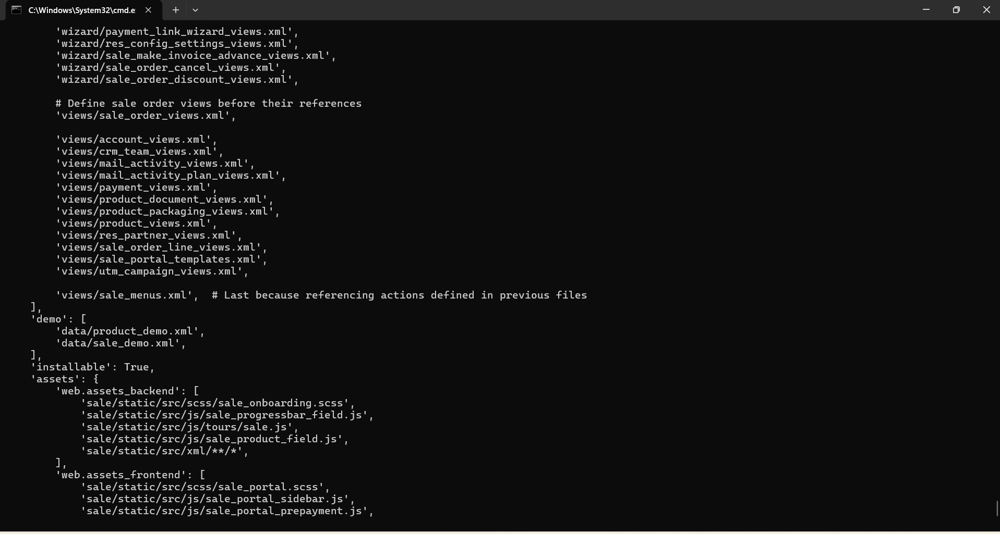 C:\Windows\System32\cmd.e
'wizard/payment_link_wizard_views.xml',
'wizard/res_config_settings_views.xml',
'wizard/sale_make_invoice_advance_views.xml',
'wizard/sale_order_cancel_views.xml',
'wizard/sale_order_discount_views.xml',
# Define sale order views before their references
'views/sale_order_views.xml',
'views/account_views.xml',
'views/crm_team_views.xml',
'views/mail_activity_views.xml',
'views/mail_activity_plan_views.xml',
'views/payment_views.xml',
'views/product_document_views.xml',
'views/product_packaging_views.xml',
'views/product_views.xml',
'views/res_partner_views.xml',
'views/sale_order_line_views.xml',
'views/sale_portal_templates.xml',
'views/utm_campaign_views.xml',
'views/sale_menus.xml',  # Last because referencing actions defined in previous files
],
'demo': [
'data/product_demo.xml',
'data/sale_demo.xml',
],
'installable': True,
'assets': {
'web.assets_backend': [
'sale/static/src/scss/sale_onboarding.scss',
'sale/static/src/js/sale_progressbar_field.js',
'sale/static/src/js/tours/sale.js',
'sale/static/src/js/sale_product_field.js',
'sale/static/src/xml/**/*',
],
'web.assets_frontend': [
'sale/static/src/scss/sale_portal.scss',
'sale/static/src/js/sale_portal_sidebar.js',
'sale/static/src/js/sale_portal_prepayment.js',